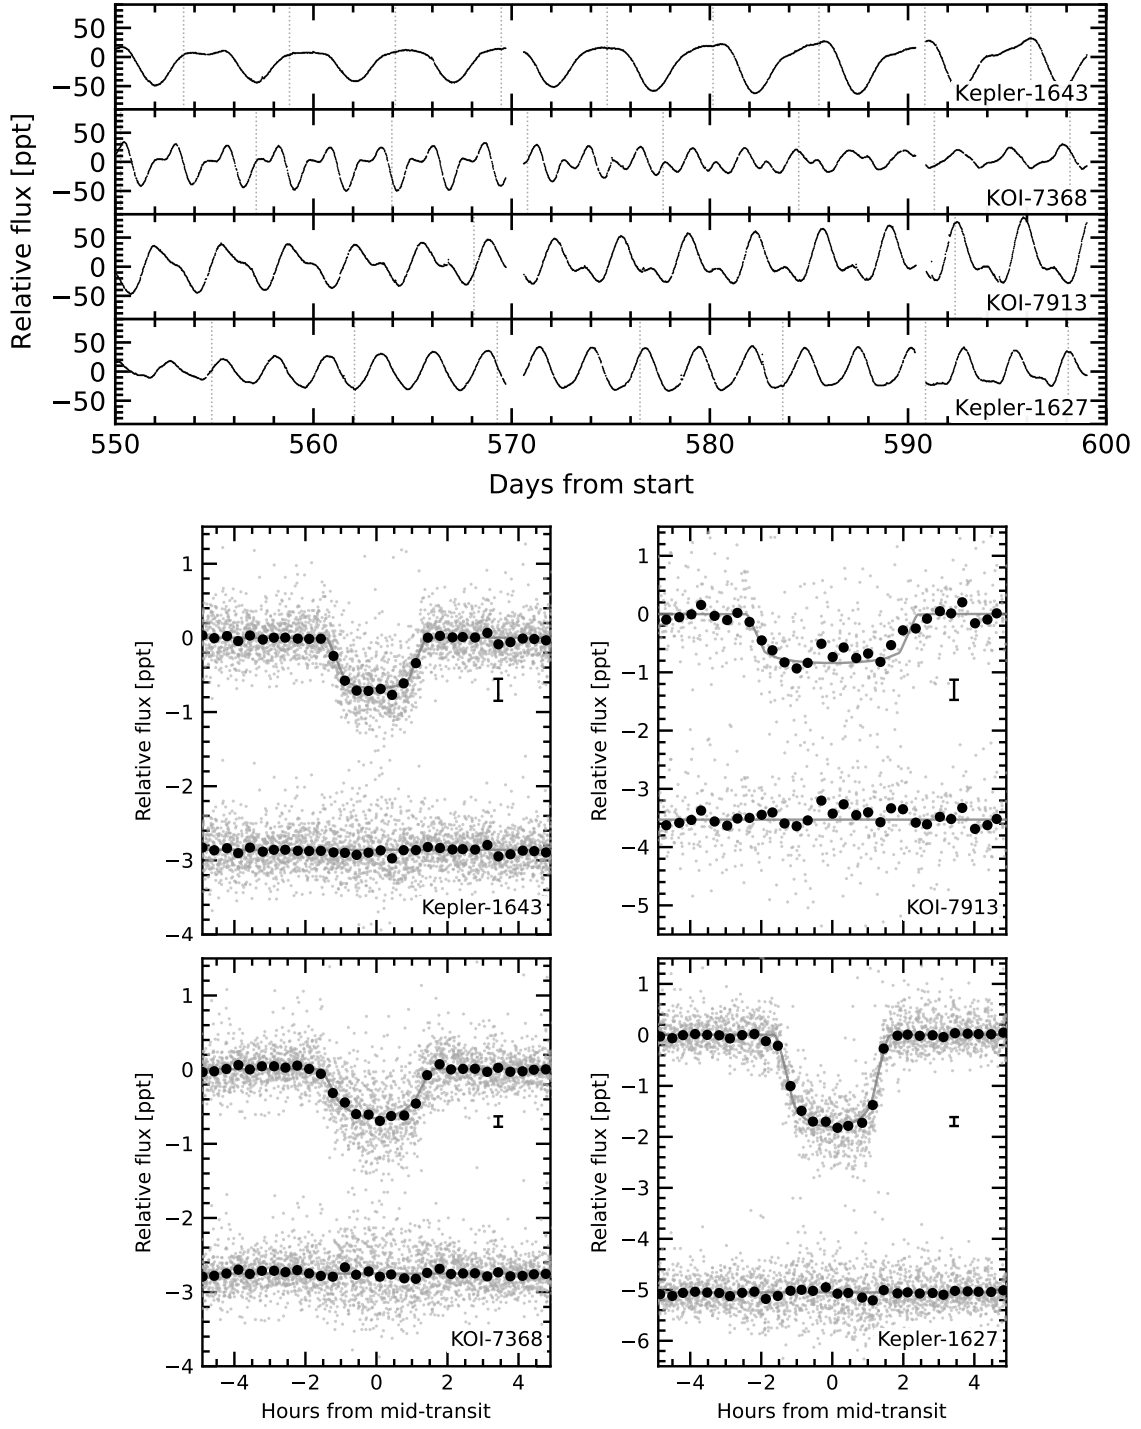 Relative flux [ppt]
50
0
−50
Kepler-1643
50
0
−50
KOI-7368
50
0
−50
KOI-7913
50
0
−50
Kepler-1627
550 560 570 580 590 600
Days from start
Relative flux [ppt]
1
0
−1
−2
−3
−4
Kepler-1643
Relative flux [ppt]
1
0
−1
−2
−3
−4
−5
KOI-7913
Relative flux [ppt]
1
0
−1
−2
−3
−4
KOI-7368
−4 −2 0 2 4
Hours from mid-transit
Relative flux [ppt]
1
0
−1
−2
−3
−4
−5
−6
Kepler-1627
−4 −2 0 2 4
Hours from mid-transit